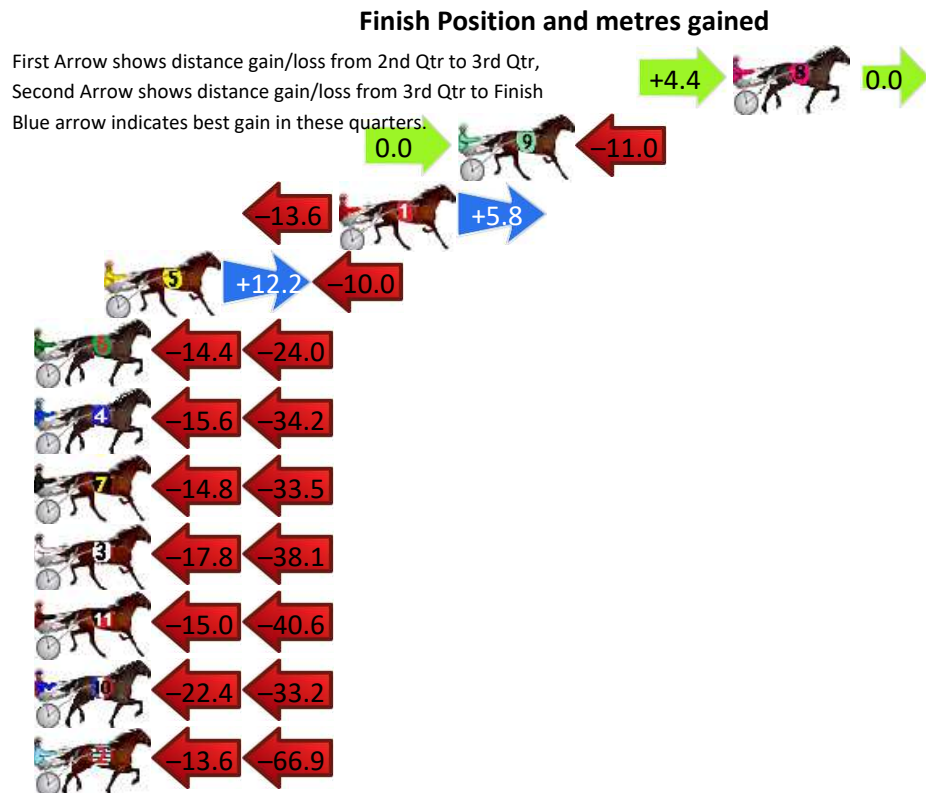 Finish Position and metres gained
First Arrow shows distance gain/loss from 2nd Qtr to 3rd Qtr,
Second Arrow shows distance gain/loss from 3rd Qtr to Finish
Blue arrow indicates best gain in these quarters.
+4.4 8 0.0
0.0 9 –11.0
–13.6 1 +5.8
5 +12.2 –10.0
6 –14.4 –24.0
4 –15.6 –34.2
7 –14.8 –33.5
3 –17.8 –38.1
11 –15.0 –40.6
10 –22.4 –33.2
2 –13.6 –66.9